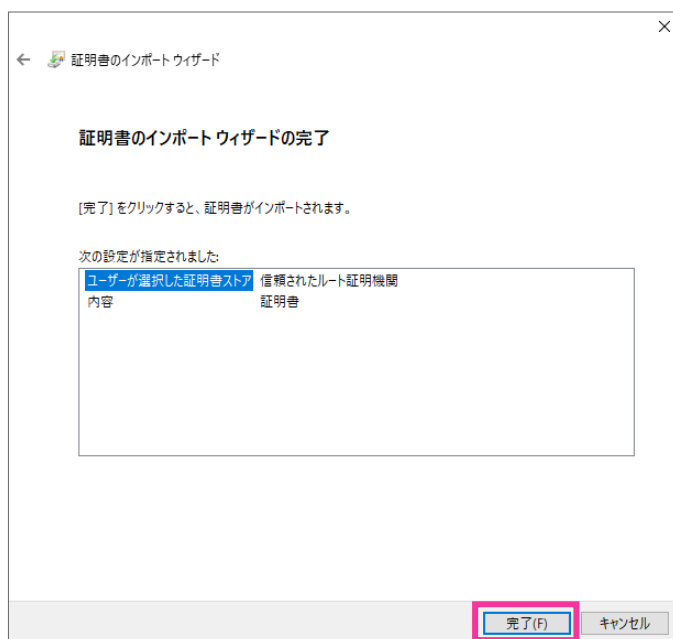 証明書のインポート ウィザード
証明書のインポート ウィザードの完了
[完了] をクリックすると、証明書がインポートされます。
次の設定が指定されました:
ユーザーが選択した証明書ストア 信頼されたルート証明機関
内容 証明書
完了(F) キャンセル